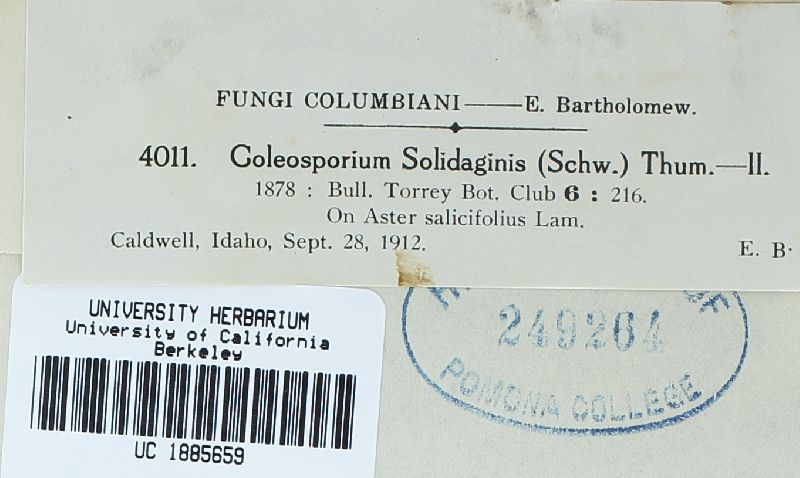 FUNGI COLUMBIANI——E. Bartholomew.
4011. Coleosporium Solidaginis (Schw.) Thum.—II.
1878 : Bull. Torrey Bot. Club 6 : 216.
On Aster salicifolius Lam.
Caldwell, Idaho, Sept. 28, 1912.
E. B.
UNIVERSITY HERBARIUM
University of California
Berkeley
UC 1885659
OF
249264
POMONA COLLEGE